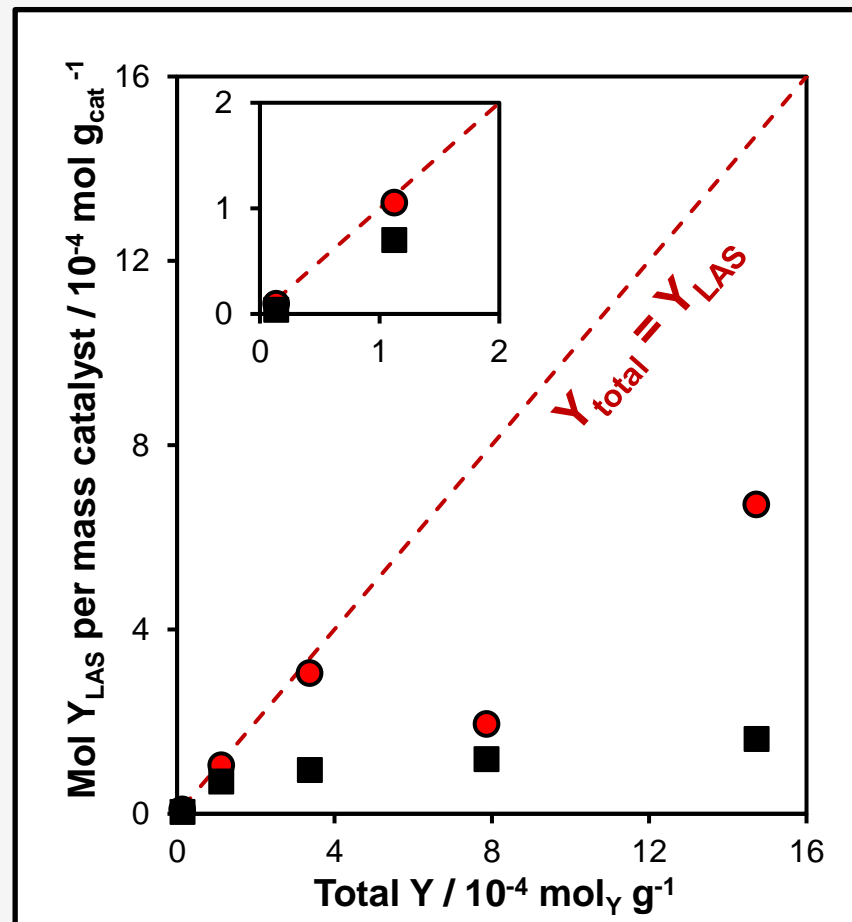 16
12
8
4
0
2
1
0
0 1 2
Y_total = Y_LAS
0 4 8 12 16
Mol Y_LAS per mass catalyst / 10^-4 mol g_cat^-1
Total Y / 10^-4 mol_Y g^-1